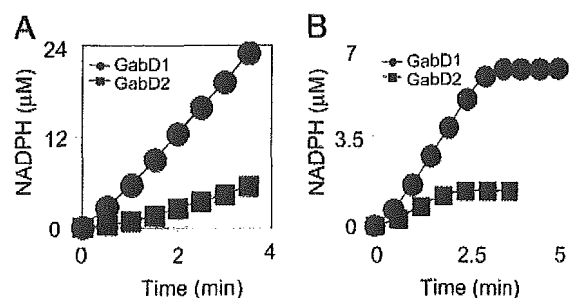 A
NADPH (μM)
24
12
0
GabD1
GabD2
0
2
4
Time (min)
B
NADPH (μM)
7
3.5
0
GabD1
GabD2
0
2.5
5
Time (min)